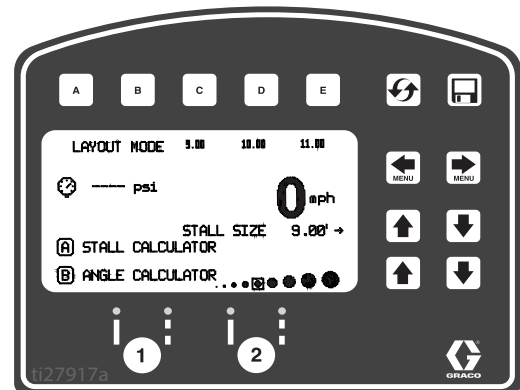 A B C D E
LAYOUT MODE 9.00 10.00 11.00
---- psi
0 mph
STALL SIZE 9.00' →
A STALL CALCULATOR
B ANGLE CALCULATOR
MENU MENU
1 2
ti27917a
GRACO